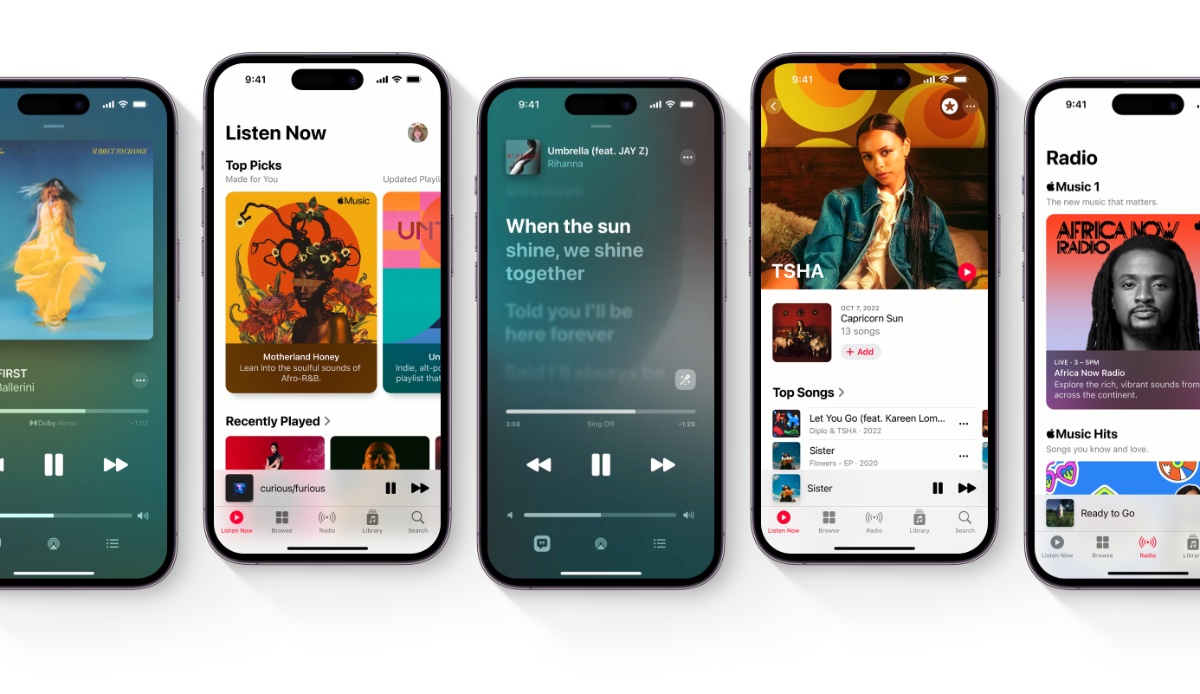 SUBJECT TO CHANGE
FIRST
Ballerini
Dolby Atmos
-1:02
9:41
Listen Now
Top Picks
Made for You
Updated Playli
Music
UNT
Motherland Honey
Lean into the soulful sounds of
Afro-R&B.
Un
Indie, alt-po
playlist that
Recently Played >
curious/furious
Listen Now
Browse
Radio
Library
Search
9:41
Umbrella (feat. JAY Z)
Rihanna
because
When the sun
shine, we shine
together
Told you I'll be
here forever
Said I'll always
3:08
Sing Off
-1:28
9:41
TSHA
OCT 7, 2022
Capricorn Sun
13 songs
+ Add
Top Songs >
Let You Go (feat. Kareen Lom...
Diplo & TSHA · 2022
Sister
Flowers - EP · 2020
Sister
Listen Now
Browse
Radio
Library
Search
9:41
Radio
Music 1
The new music that matters.
AFRICA NOW
RADIO
LIVE · 3 – 5PM
Africa Now Radio
Explore the rich, vibrant sounds from
across the continent.
Music Hits
Songs you know and love.
Ready to Go
Listen Now
Browse
Radio
Librar